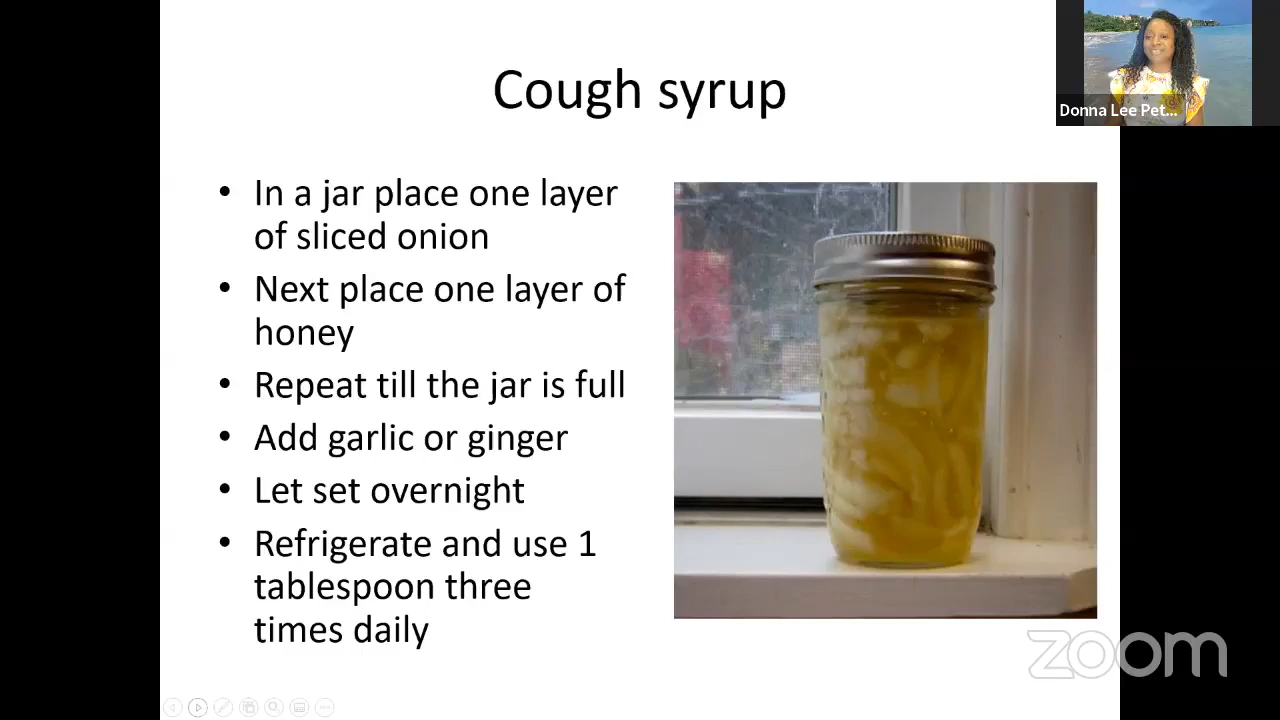 Cough syrup
Donna Lee Pet...
• In a jar place one layer
of sliced onion
• Next place one layer of
honey
• Repeat till the jar is full
• Add garlic or ginger
• Let set overnight
• Refrigerate and use 1
tablespoon three
times daily
zoom